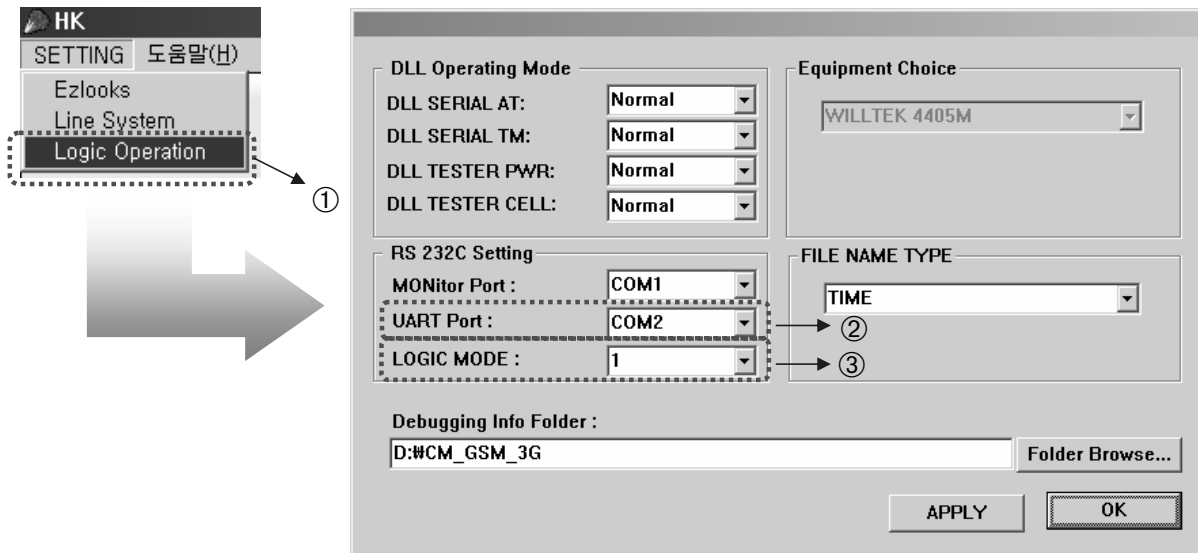 HK
SETTING 도움말(H)
Ezlooks
Line System
Logic Operation
①
DLL Operating Mode
DLL SERIAL AT: Normal
DLL SERIAL TM: Normal
DLL TESTER PWR: Normal
DLL TESTER CELL: Normal
Equipment Choice
WILLTEK 4405M
RS 232C Setting
MONitor Port : COM1
UART Port : COM2
②
LOGIC MODE : 1
③
FILE NAME TYPE
TIME
Debugging Info Folder :
D:₩CM_GSM_3G
Folder Browse...
APPLY
OK